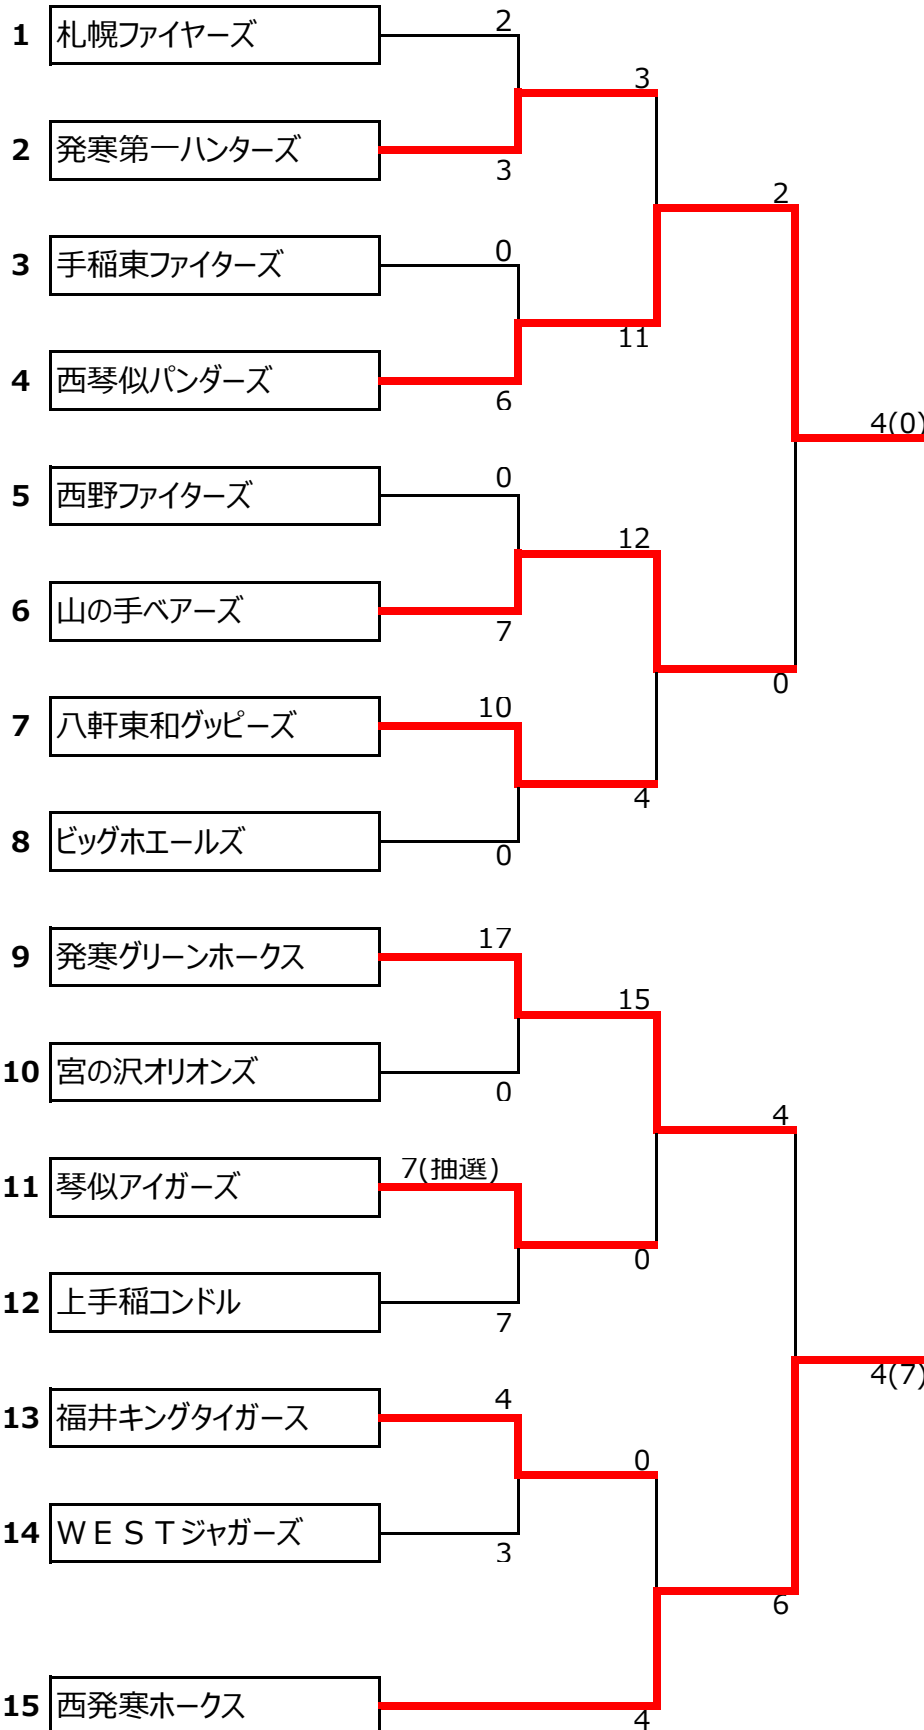 2
1 札幌ファイヤーズ
3
2 発寒第一ハンターズ
3
2
0
3 手稲東ファイターズ
11
4 西琴似パンダーズ
6
4(0)
0
5 西野ファイターズ
12
6 山の手ベアーズ
7
0
10
7 八軒東和グッピーズ
4
8 ビッグホエールズ
0
17
9 発寒グリーンホークス
15
10 宮の沢オリオンズ
0
4
7(抽選)
11 琴似アイガーズ
0
12 上手稲コンドル
7
4(7)
4
13 福井キングタイガース
0
14 ＷＥＳＴジャガーズ
3
6
15 西発寒ホークス
4